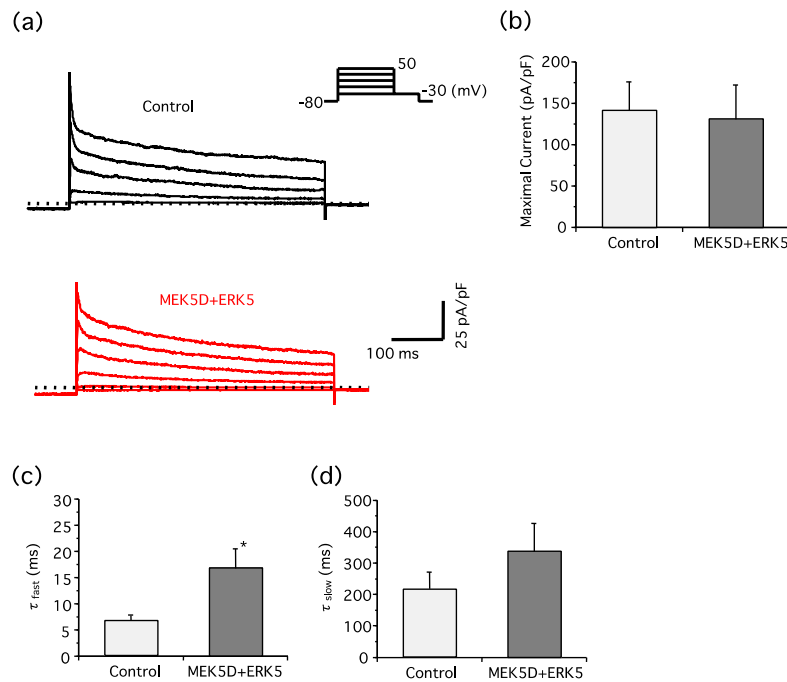 (a)
Control
50
-80
-30 (mV)
MEK5D+ERK5
100 ms
25 pA/pF
(b)
Maximal Current (pA/pF)
200
150
100
50
0
Control
MEK5D+ERK5
(c)
τ fast (ms)
30
25
20
15
10
5
0
*
Control
MEK5D+ERK5
(d)
τ slow (ms)
500
400
300
200
100
0
Control
MEK5D+ERK5